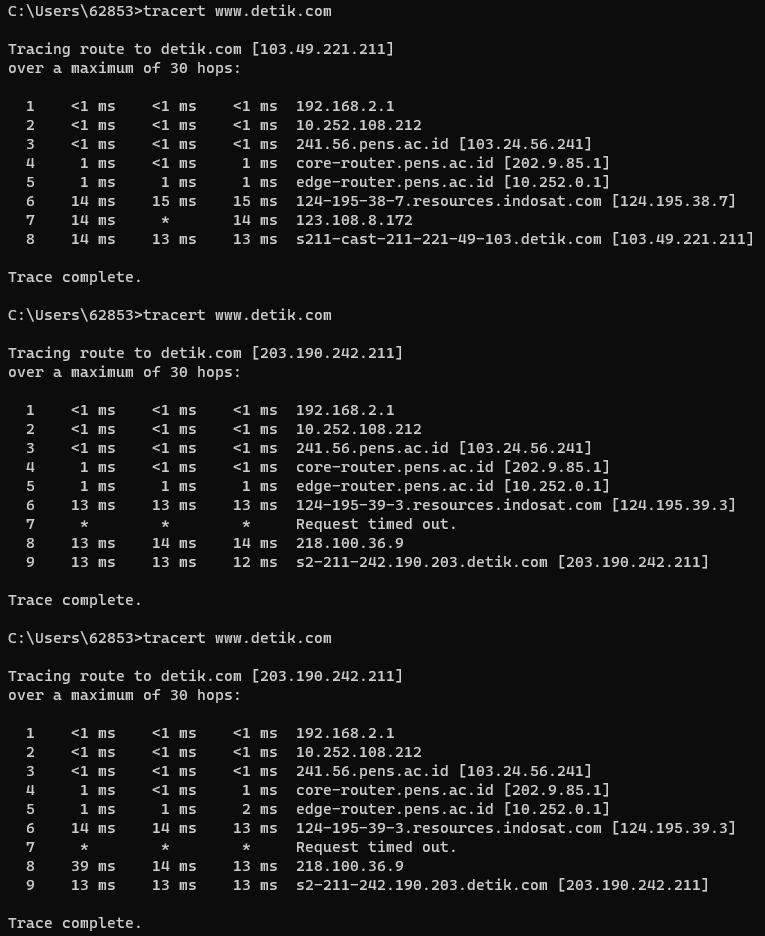 C:\Users\62853>tracert www.detik.com
Tracing route to detik.com [103.49.221.211]
over a maximum of 30 hops:
1 <1 ms <1 ms <1 ms 192.168.2.1
2 <1 ms <1 ms <1 ms 10.252.108.212
3 <1 ms <1 ms <1 ms 241.56.pens.ac.id [103.24.56.241]
4 1 ms <1 ms 1 ms core-router.pens.ac.id [202.9.85.1]
5 1 ms 1 ms 1 ms edge-router.pens.ac.id [10.252.0.1]
6 14 ms 15 ms 15 ms 124-195-38-7.resources.indosat.com [124.195.38.7]
7 14 ms * 14 ms 123.108.8.172
8 14 ms 13 ms 13 ms s211-cast-211-221-49-103.detik.com [103.49.221.211]
Trace complete.
C:\Users\62853>tracert www.detik.com
Tracing route to detik.com [203.190.242.211]
over a maximum of 30 hops:
1 <1 ms <1 ms <1 ms 192.168.2.1
2 <1 ms <1 ms <1 ms 10.252.108.212
3 <1 ms <1 ms <1 ms 241.56.pens.ac.id [103.24.56.241]
4 1 ms <1 ms <1 ms core-router.pens.ac.id [202.9.85.1]
5 1 ms 1 ms 1 ms edge-router.pens.ac.id [10.252.0.1]
6 13 ms 13 ms 13 ms 124-195-39-3.resources.indosat.com [124.195.39.3]
7 * * * Request timed out.
8 13 ms 14 ms 14 ms 218.100.36.9
9 13 ms 13 ms 12 ms s2-211-242.190.203.detik.com [203.190.242.211]
Trace complete.
C:\Users\62853>tracert www.detik.com
Tracing route to detik.com [203.190.242.211]
over a maximum of 30 hops:
1 <1 ms <1 ms <1 ms 192.168.2.1
2 <1 ms <1 ms <1 ms 10.252.108.212
3 <1 ms <1 ms <1 ms 241.56.pens.ac.id [103.24.56.241]
4 1 ms <1 ms 1 ms core-router.pens.ac.id [202.9.85.1]
5 1 ms 1 ms 2 ms edge-router.pens.ac.id [10.252.0.1]
6 14 ms 14 ms 13 ms 124-195-39-3.resources.indosat.com [124.195.39.3]
7 * * * Request timed out.
8 39 ms 14 ms 13 ms 218.100.36.9
9 13 ms 13 ms 13 ms s2-211-242.190.203.detik.com [203.190.242.211]
Trace complete.